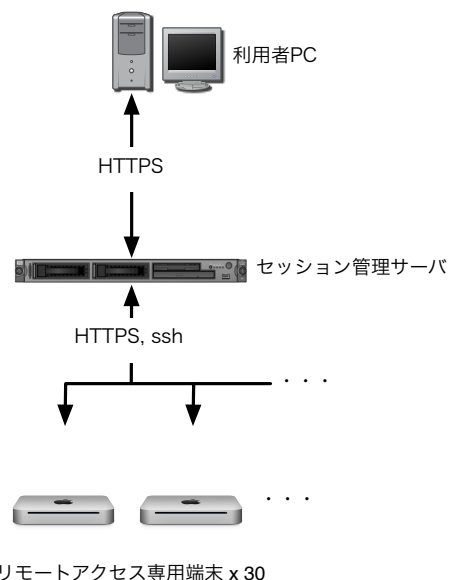 利用者PC
HTTPS
セッション管理サーバ
HTTPS, ssh
・・・
・・・
リモートアクセス専用端末 x 30